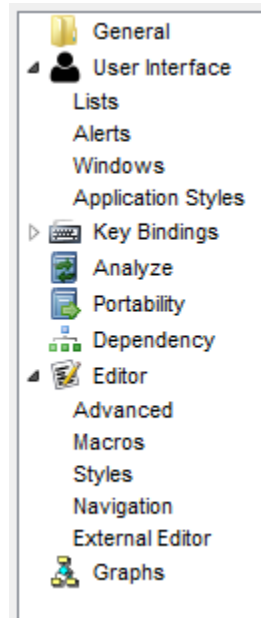 General
User Interface
Lists
Alerts
Windows
Application Styles
Key Bindings
Analyze
Portability
Dependency
Editor
Advanced
Macros
Styles
Navigation
External Editor
Graphs